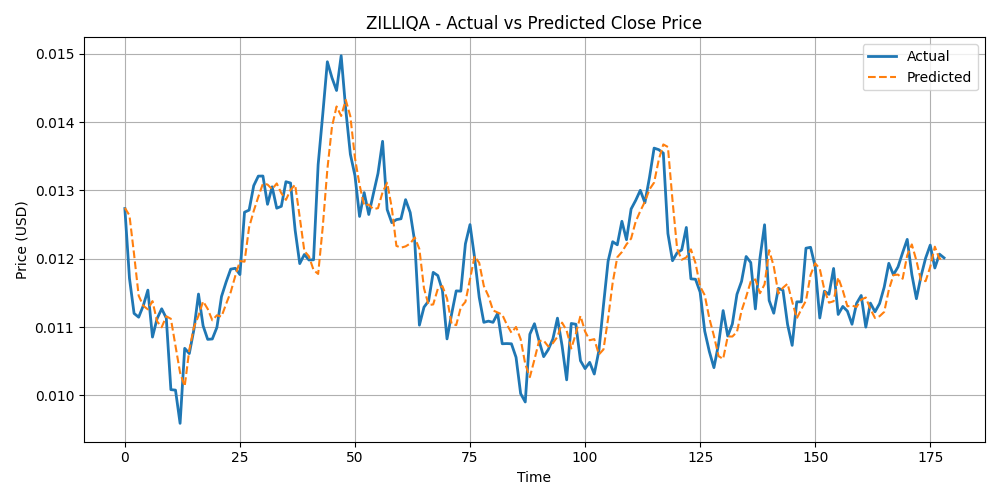 ZILLIQA - Actual vs Predicted Close Price
Actual
Predicted
0.015
0.014
0.013
0.012
0.011
0.010
Price (USD)
0 25 50 75 100 125 150 175
Time